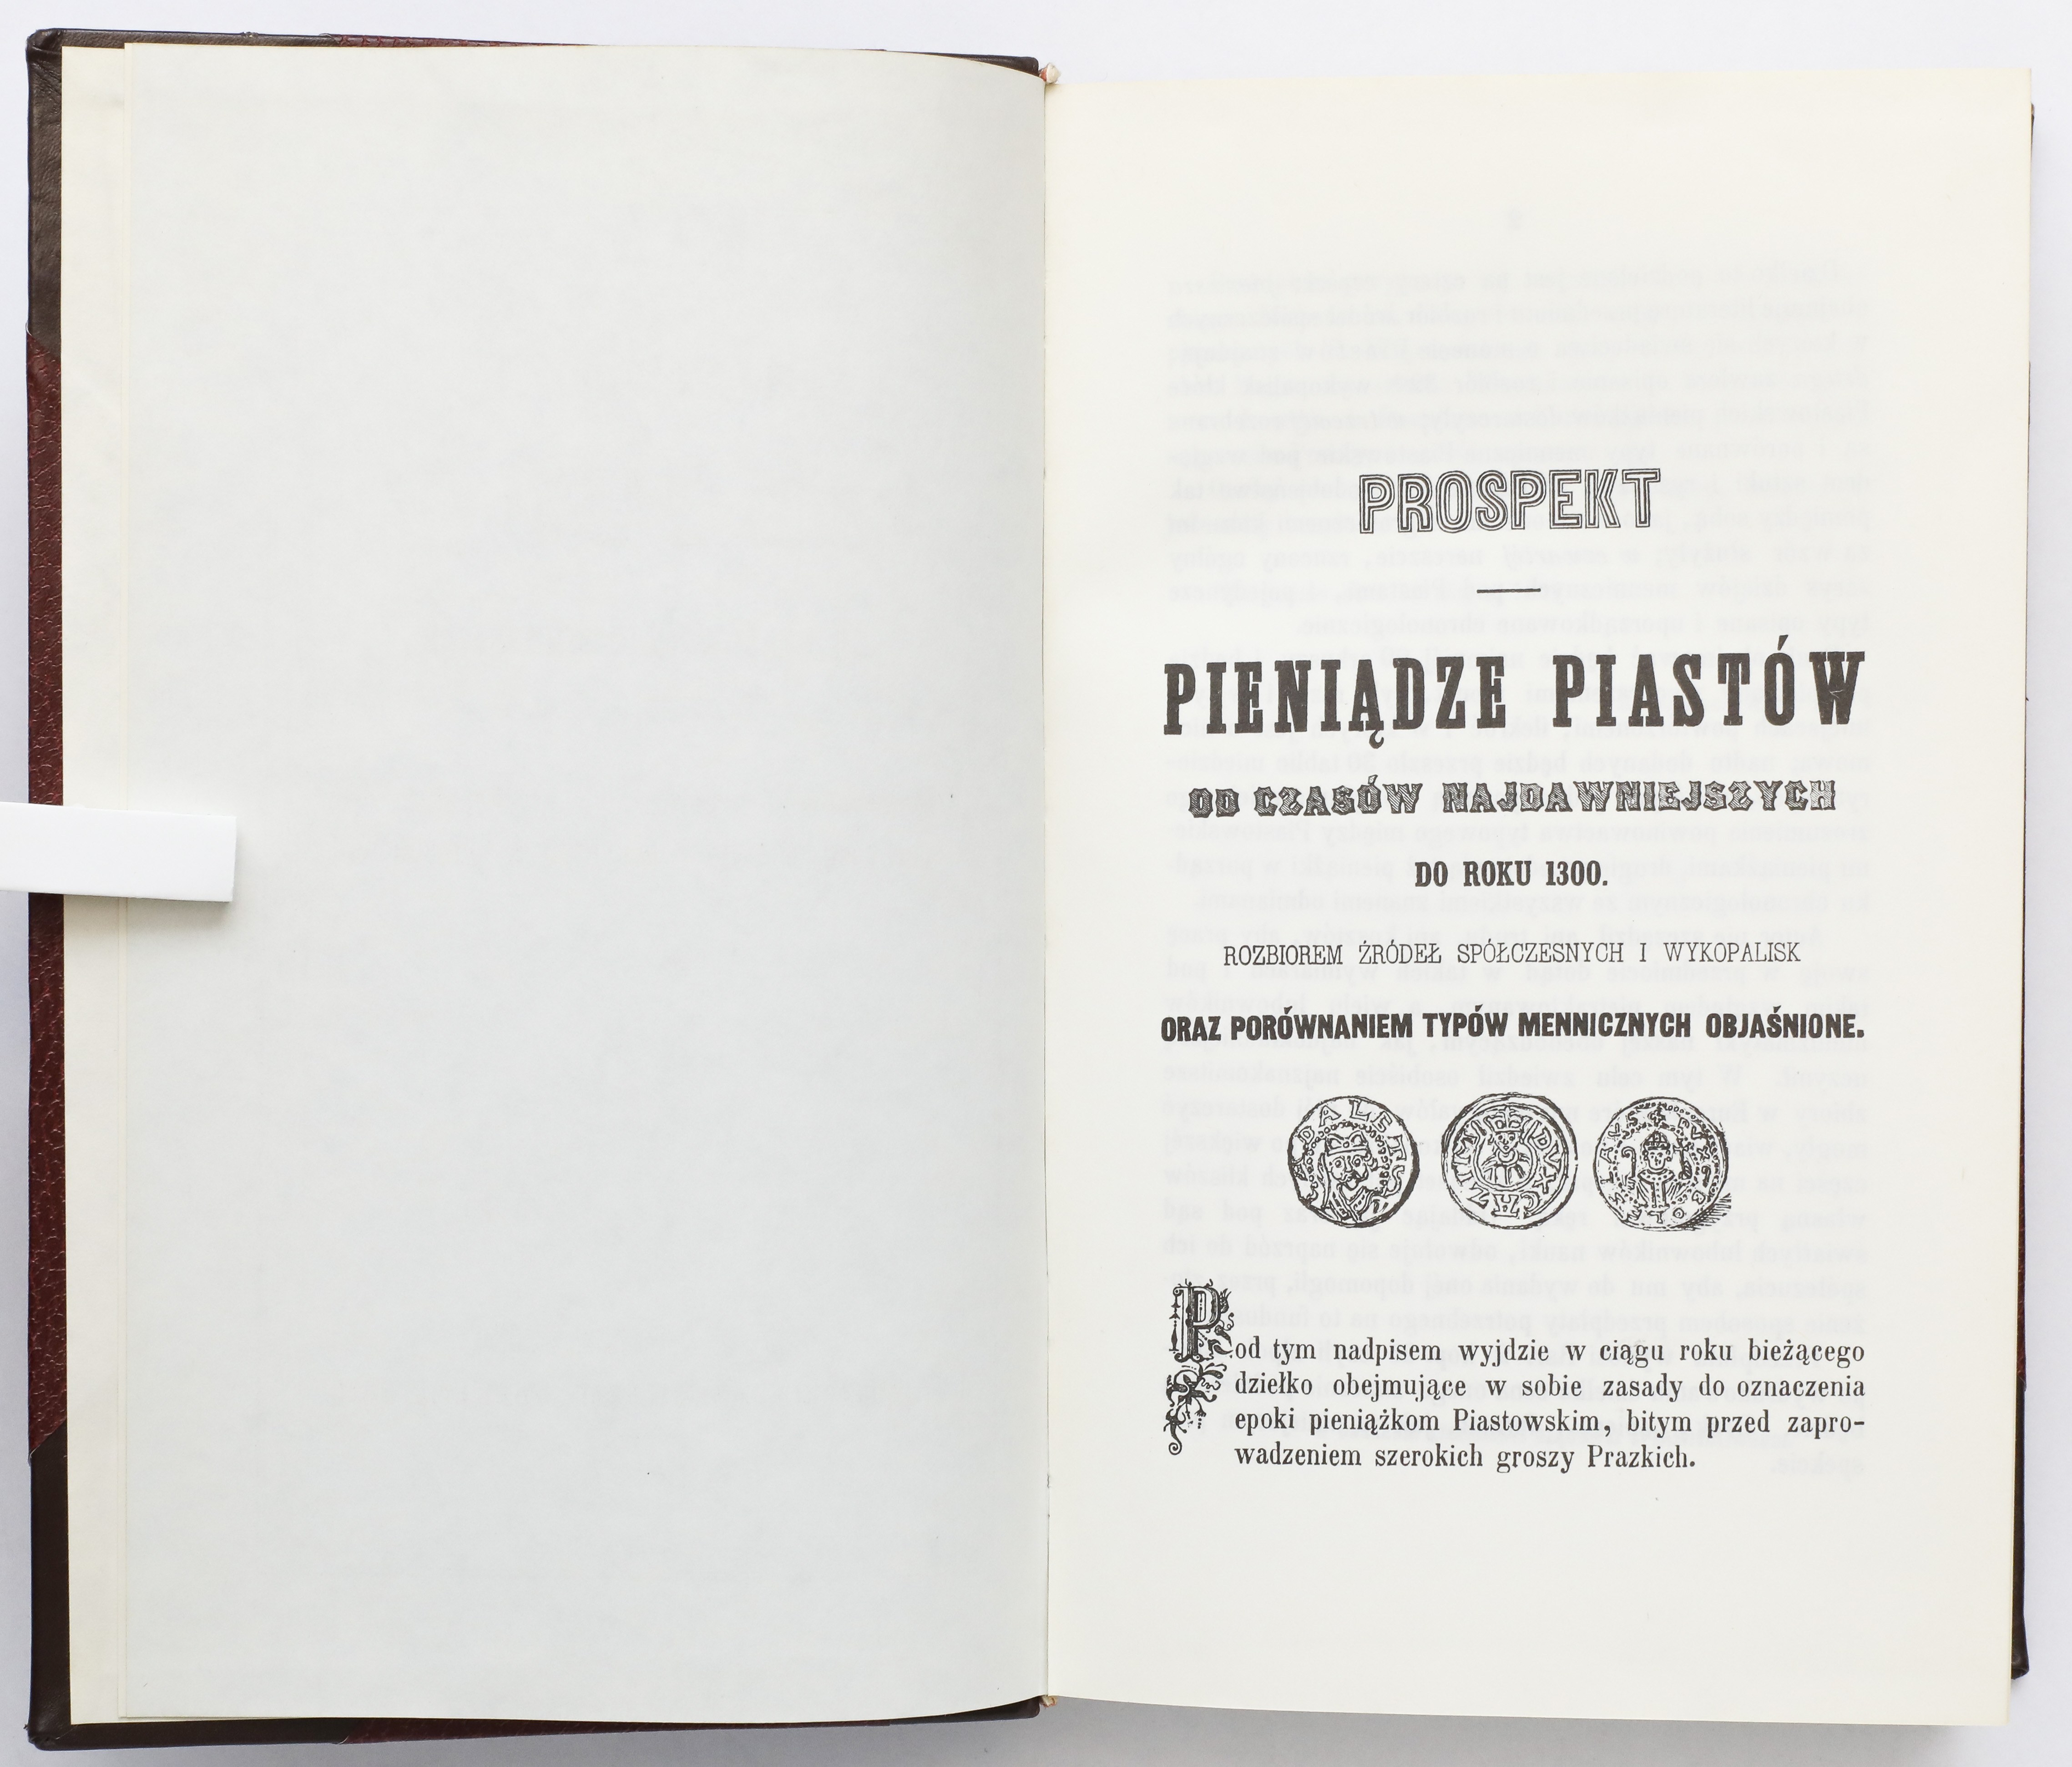 PROSPEKT
PIENIĄDZE PIASTÓW
OD CZASÓW NAJDAWNIEJSZYCH
DO ROKU 1300.
ROZBIOREM ŹRÓDEŁ SPÓŁCZESNYCH I WYKOPALISK
ORAZ PORÓWNANIEM TYPÓW MENNICZNYCH OBJAŚNIONE.
Pod tym nadpisem wyjdzie w ciągu roku bieżącego
dziełko obejmujące w sobie zasady do oznaczenia
epoki pieniążkom Piastowskim, bitym przed zapro-
wadzeniem szerokich groszy Prazkich.